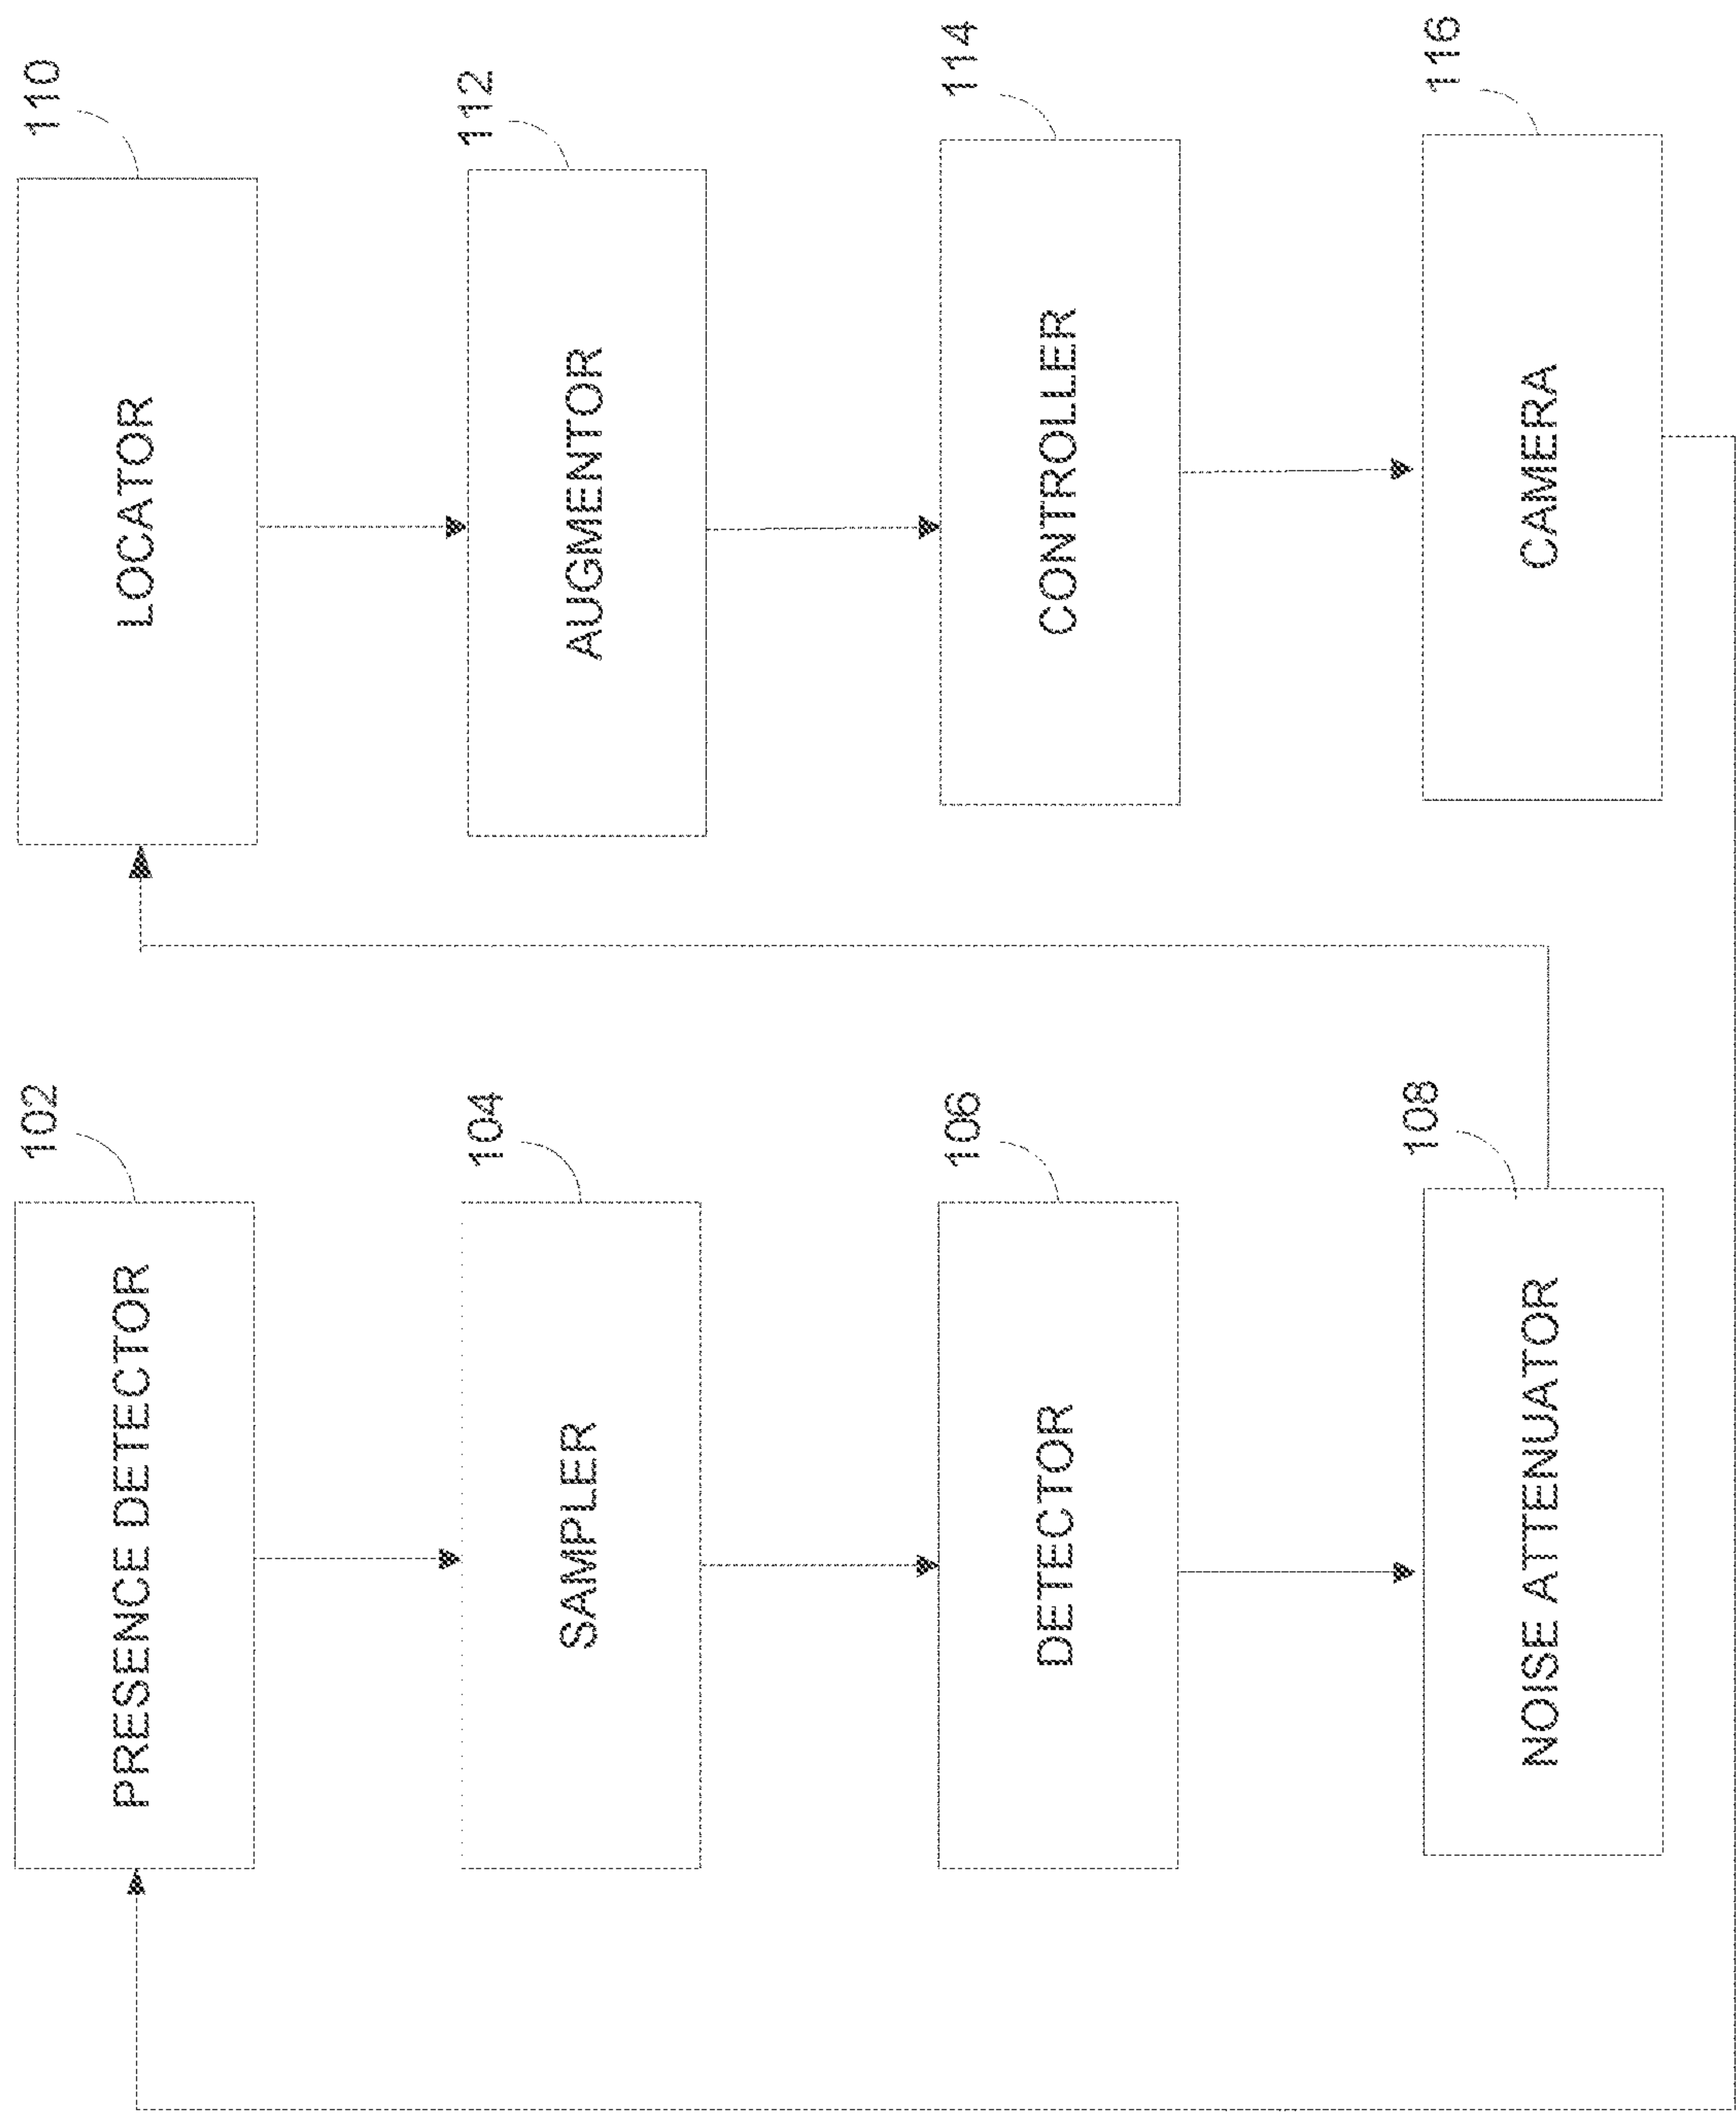 102
PRESENCE DETECTOR
104
SAMPLER
106
DETECTOR
108
NOISE ATTENUATOR
110
LOCATOR
112
AUGMENTOR
114
CONTROLLER
116
CAMERA